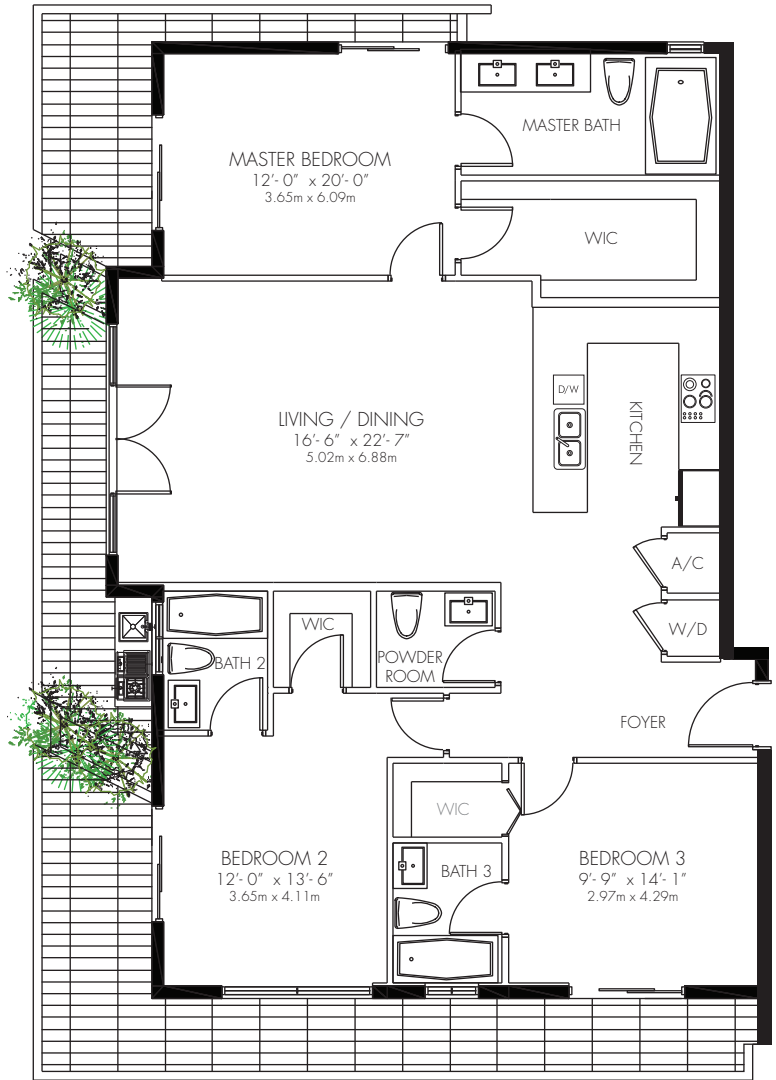 MASTER BEDROOM
12'- 0" x 20'- 0"
3.65m x 6.09m
MASTER BATH
WIC
LIVING / DINING
16'- 6" x 22'- 7"
5.02m x 6.88m
D/W
KITCHEN
A/C
W/D
WIC
BATH 2
POWDER
ROOM
FOYER
WIC
BEDROOM 2
12'- 0" x 13'- 6"
3.65m x 4.11m
BATH 3
BEDROOM 3
9'- 9" x 14'- 1"
2.97m x 4.29m